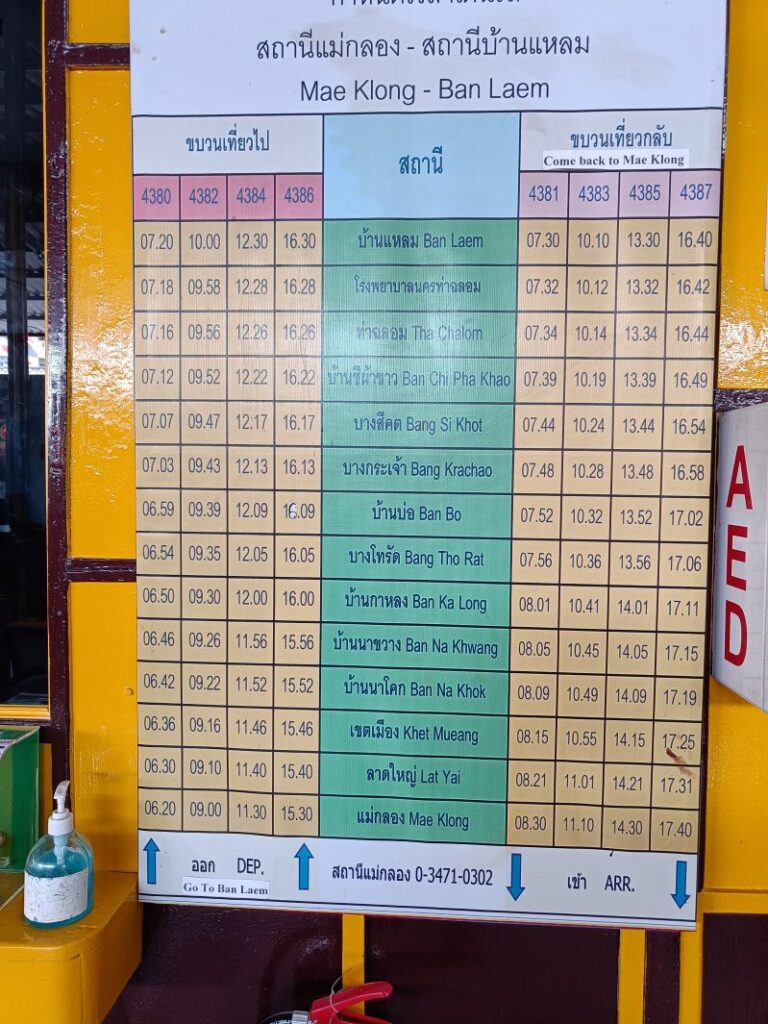 สถานีแม่กลอง - สถานีบ้านแหลม
Mae Klong - Ban Laem
ขบวนเที่ยวไป สถานี ขบวนเที่ยวกลับ
Come back to Mae Klong
4380 4382 4384 4386 4381 4383 4385 4387
07.20 10.00 12.30 16.30 บ้านแหลม Ban Laem 07.30 10.10 13.30 16.40
07.18 09.58 12.28 16.28 โรงพยาบาลนครท่าฉลอม 07.32 10.12 13.32 16.42
07.16 09.56 12.26 16.26 ท่าฉลอม Tha Chalom 07.34 10.14 13.34 16.44
07.12 09.52 12.22 16.22 บ้านชีผ้าขาว Ban Chi Pha Khao 07.39 10.19 13.39 16.49
07.07 09.47 12.17 16.17 บางสีคต Bang Si Khot 07.44 10.24 13.44 16.54
07.03 09.43 12.13 16.13 บางกระเจ้า Bang Krachao 07.48 10.28 13.48 16.58
06.59 09.39 12.09 16.09 บ้านบ่อ Ban Bo 07.52 10.32 13.52 17.02
06.54 09.35 12.05 16.05 บางโทรัด Bang Tho Rat 07.56 10.36 13.56 17.06
06.50 09.30 12.00 16.00 บ้านกาหลง Ban Ka Long 08.01 10.41 14.01 17.11
06.46 09.26 11.56 15.56 บ้านนาขวาง Ban Na Khwang 08.05 10.45 14.05 17.15
06.42 09.22 11.52 15.52 บ้านนาโคก Ban Na Khok 08.09 10.49 14.09 17.19
06.36 09.16 11.46 15.46 เขตเมือง Khet Mueang 08.15 10.55 14.15 17.25
06.30 09.10 11.40 15.40 ลาดใหญ่ Lat Yai 08.21 11.01 14.21 17.31
06.20 09.00 11.30 15.30 แม่กลอง Mae Klong 08.30 11.10 14.30 17.40
ออก DEP. สถานีแม่กลอง 0-3471-0302 เข้า ARR.
Go To Ban Laem
AED